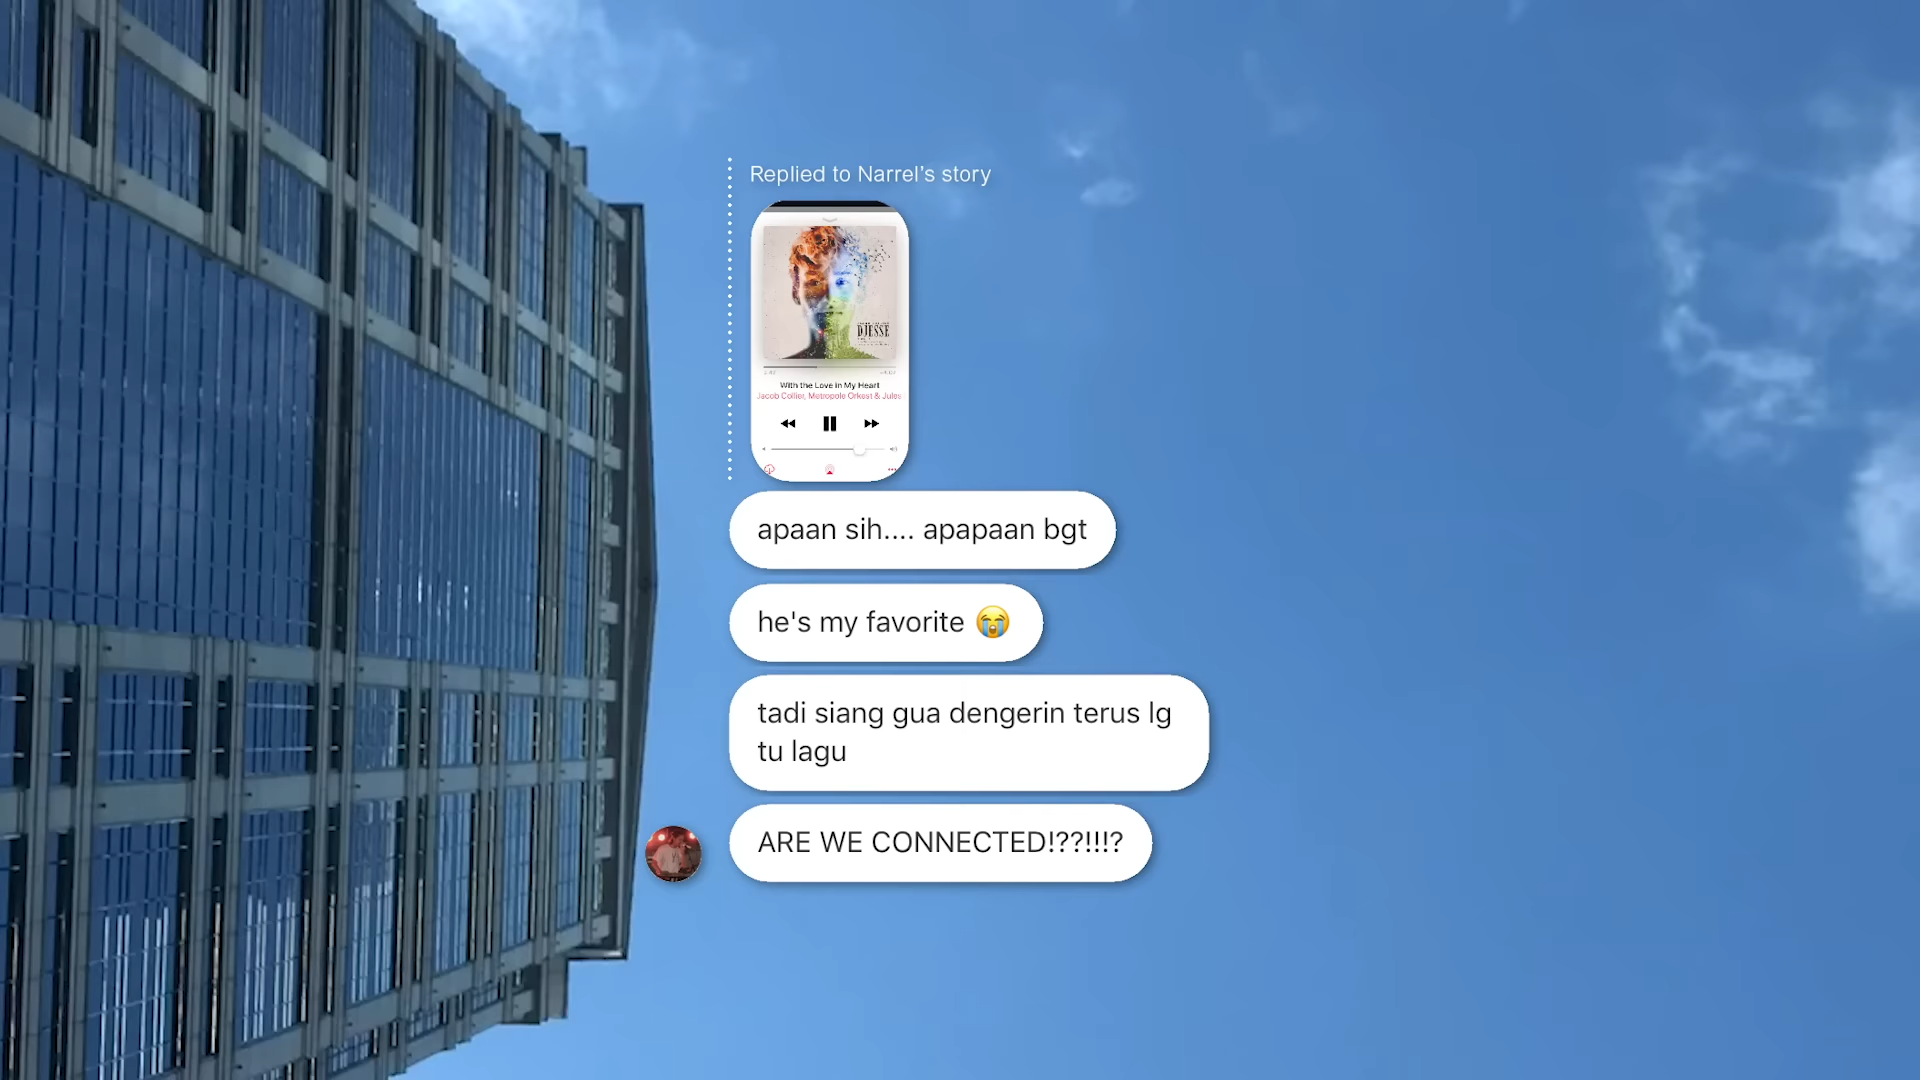 Replied to Narrel’s story
DJESSE
With the Love in My Heart
Jacob Collier, Metropole Orkest & Jules
apaan sih.... apapaan bgt
he's my favorite 😭
tadi siang gua dengerin terus lg
tu lagu
ARE WE CONNECTED!??!!!?